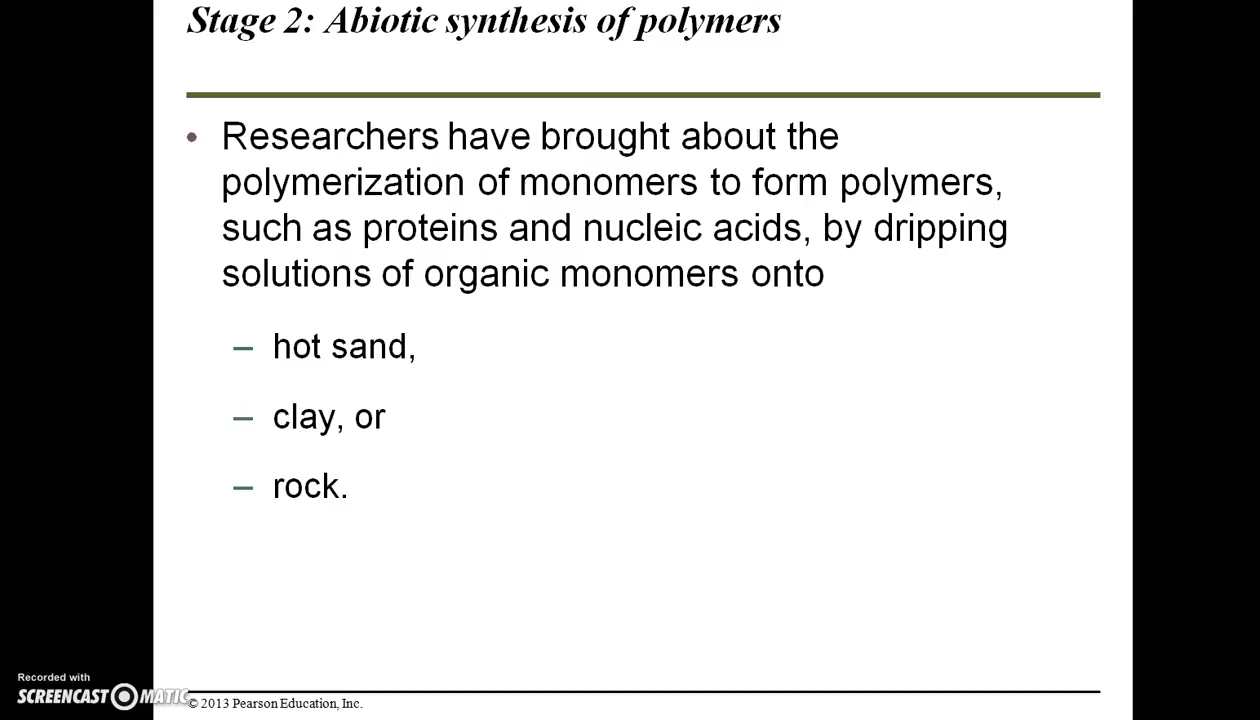 Stage 2: Abiotic synthesis of polymers
• Researchers have brought about the
polymerization of monomers to form polymers,
such as proteins and nucleic acids, by dripping
solutions of organic monomers onto
– hot sand,
– clay, or
– rock.
Recorded with
SCREENCAST MATIC
© 2013 Pearson Education, Inc.